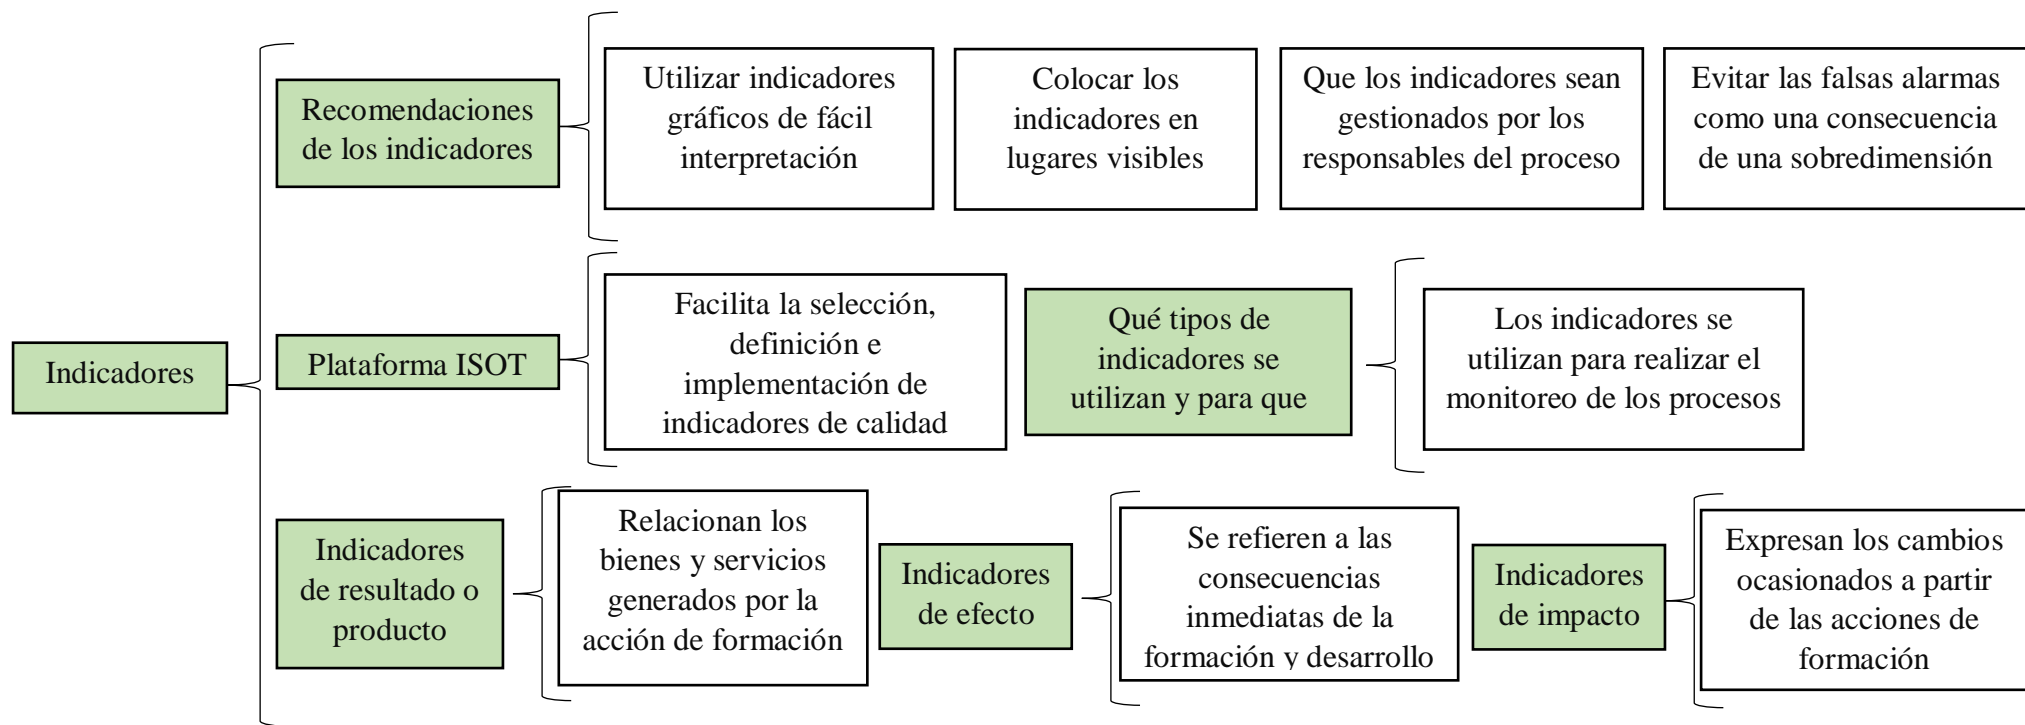 Indicadores
Recomendaciones
de los indicadores
Utilizar indicadores
gráficos de fácil
interpretación
Colocar los
indicadores en
lugares visibles
Que los indicadores sean
gestionados por los
responsables del proceso
Evitar las falsas alarmas
como una consecuencia
de una sobredimensión
Plataforma ISOT
Facilita la selección,
definición e
implementación de
indicadores de calidad
Qué tipos de
indicadores se
utilizan y para que
Los indicadores se
utilizan para realizar el
monitoreo de los procesos
Indicadores
de resultado o
producto
Relacionan los
bienes y servicios
generados por la
acción de formación
Indicadores
de efecto
Se refieren a las
consecuencias
inmediatas de la
formación y desarrollo
Indicadores
de impacto
Expresan los cambios
ocasionados a partir
de las acciones de
formación